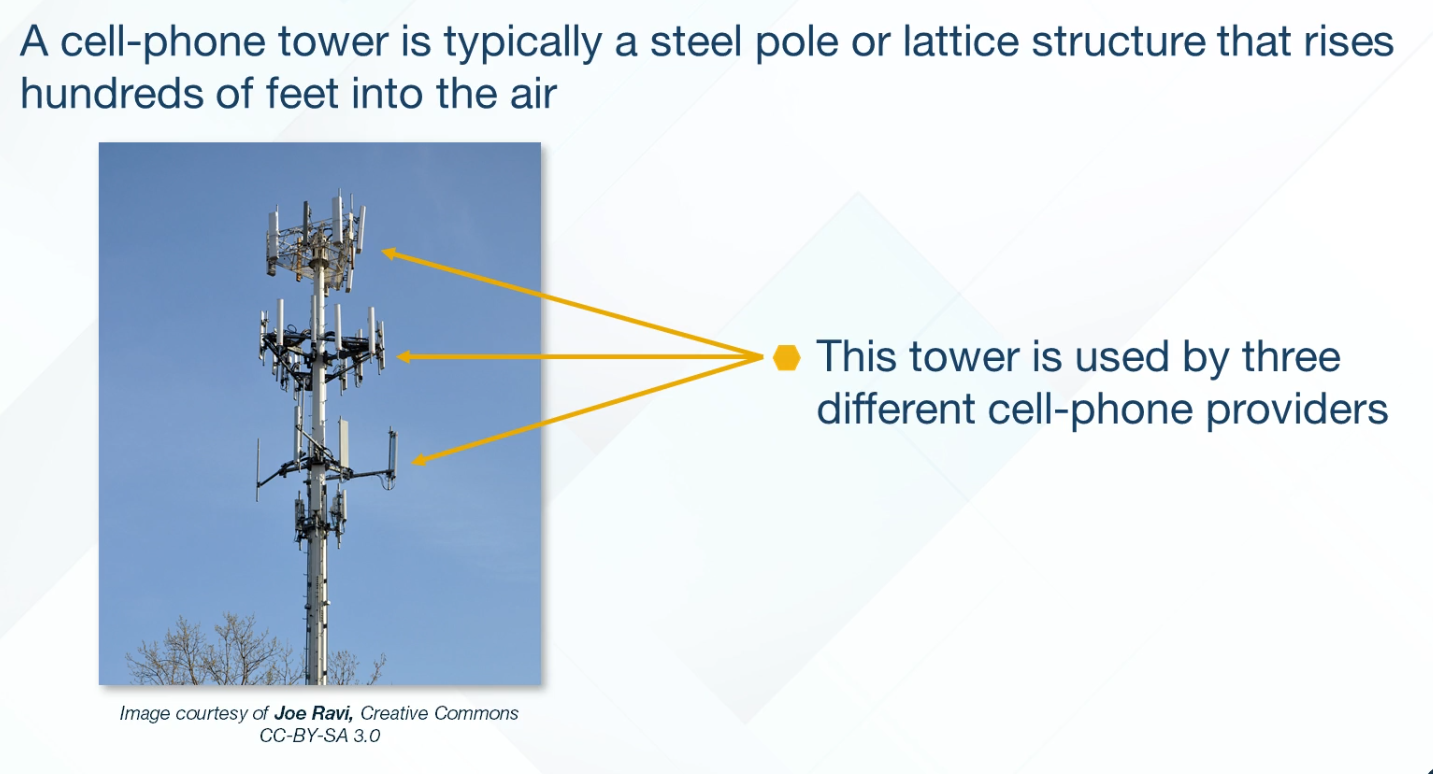 A cell-phone tower is typically a steel pole or lattice structure that rises
hundreds of feet into the air
This tower is used by three
different cell-phone providers
Image courtesy of Joe Ravi, Creative Commons
CC-BY-SA 3.0